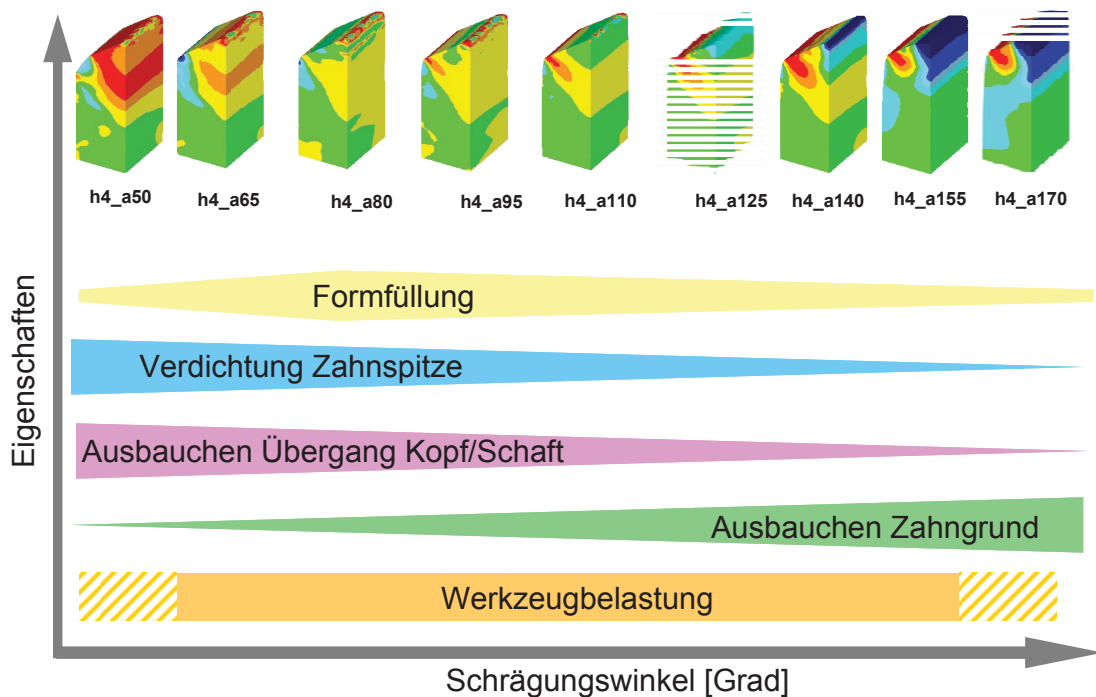 h4_a50 h4_a65 h4_a80 h4_a95 h4_a110 h4_a125 h4_a140 h4_a155 h4_a170
Eigenschaften
Formfüllung
Verdichtung Zahnspitze
Ausbauchen Übergang Kopf/Schaft
Ausbauchen Zahngrund
Werkzeugbelastung
Schrägungswinkel [Grad]